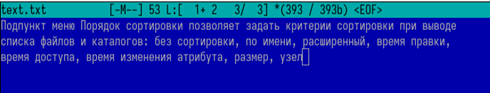 text.txt [-M--] 53 L:[ 1+ 2 3/ 3] *(393 / 393b) <EOF>
Подпункт меню Порядок сортировки позволяет задать критерии сортировки при выводе
списка файлов и каталогов: без сортировки, по имени, расширенный, время правки,
время доступа, время изменения атрибута, размер, узел